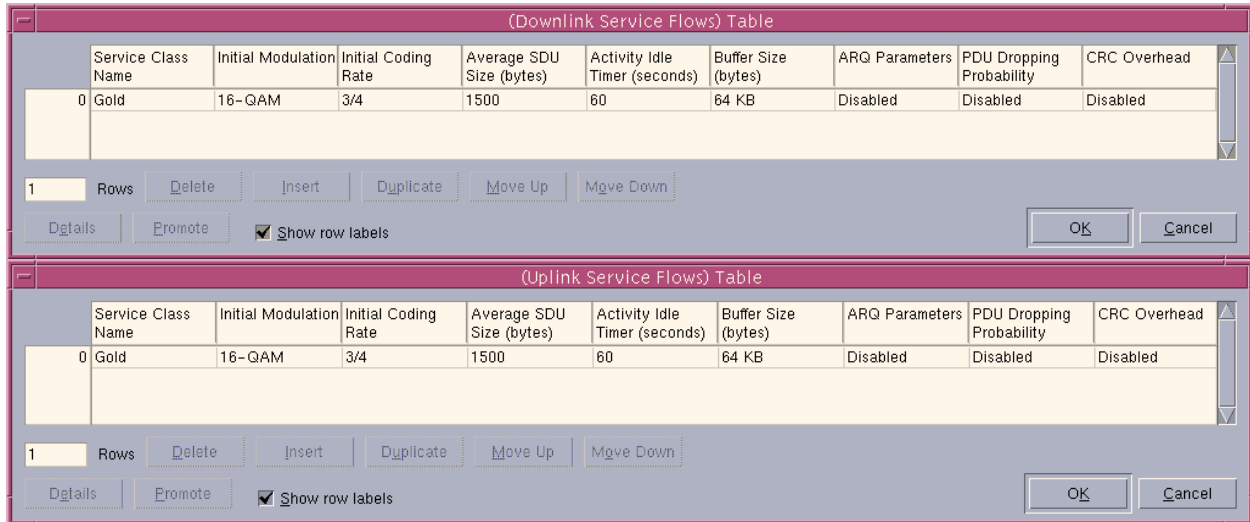 (Downlink Service Flows) Table
Service Class Name Initial Modulation Initial Coding Rate Average SDU Size (bytes) Activity Idle Timer (seconds) Buffer Size (bytes) ARQ Parameters PDU Dropping Probability CRC Overhead
0 Gold 16-QAM 3/4 1500 60 64 KB Disabled Disabled Disabled
1 Rows Delete Insert Duplicate Move Up Move Down
Details Promote Show row labels OK Cancel
(Uplink Service Flows) Table
Service Class Name Initial Modulation Initial Coding Rate Average SDU Size (bytes) Activity Idle Timer (seconds) Buffer Size (bytes) ARQ Parameters PDU Dropping Probability CRC Overhead
0 Gold 16-QAM 3/4 1500 60 64 KB Disabled Disabled Disabled
1 Rows Delete Insert Duplicate Move Up Move Down
Details Promote Show row labels OK Cancel